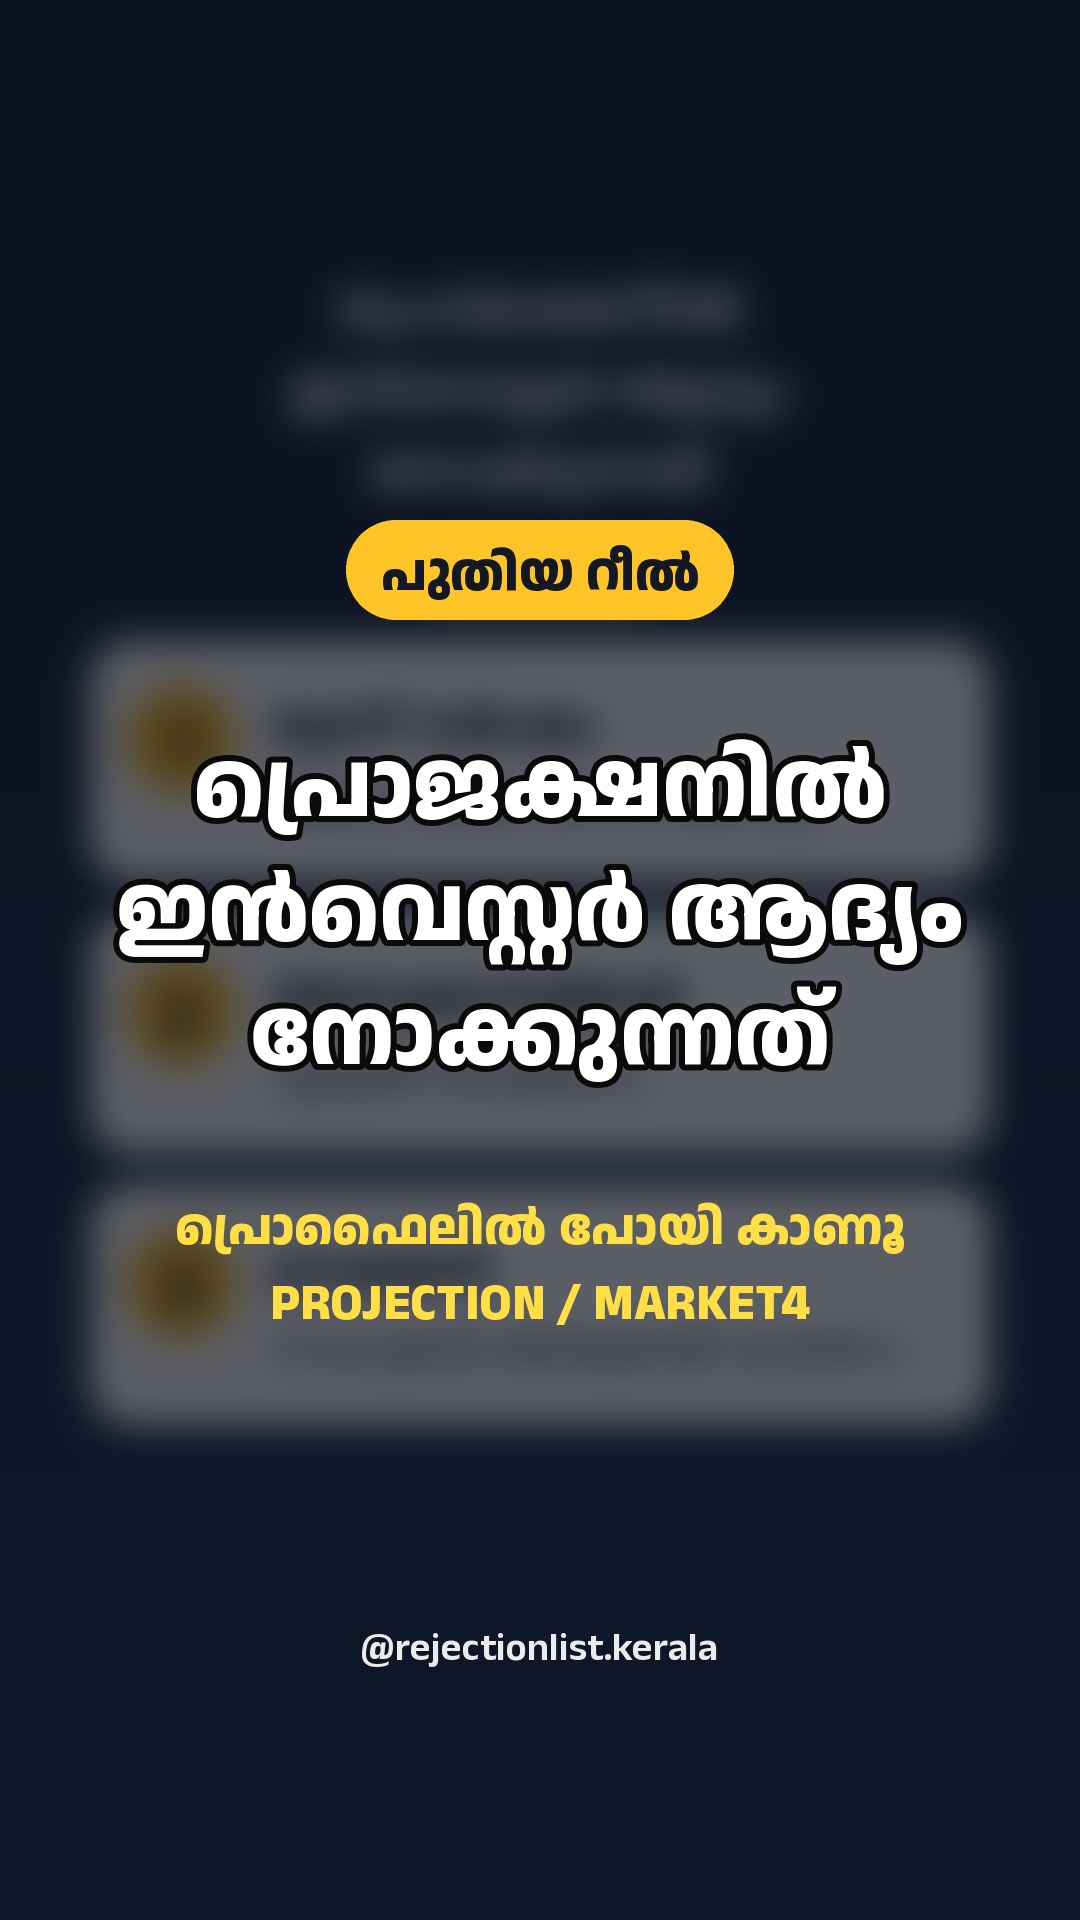 പുതിയ റീൽ
പ്രൊജക്ഷനിൽ
ഇൻവെസ്റ്റർ ആദ്യം
നോക്കുന്നത്
പ്രൊഫൈലിൽ പോയി കാണൂ
PROJECTION / MARKET4
@rejectionlist.kerala